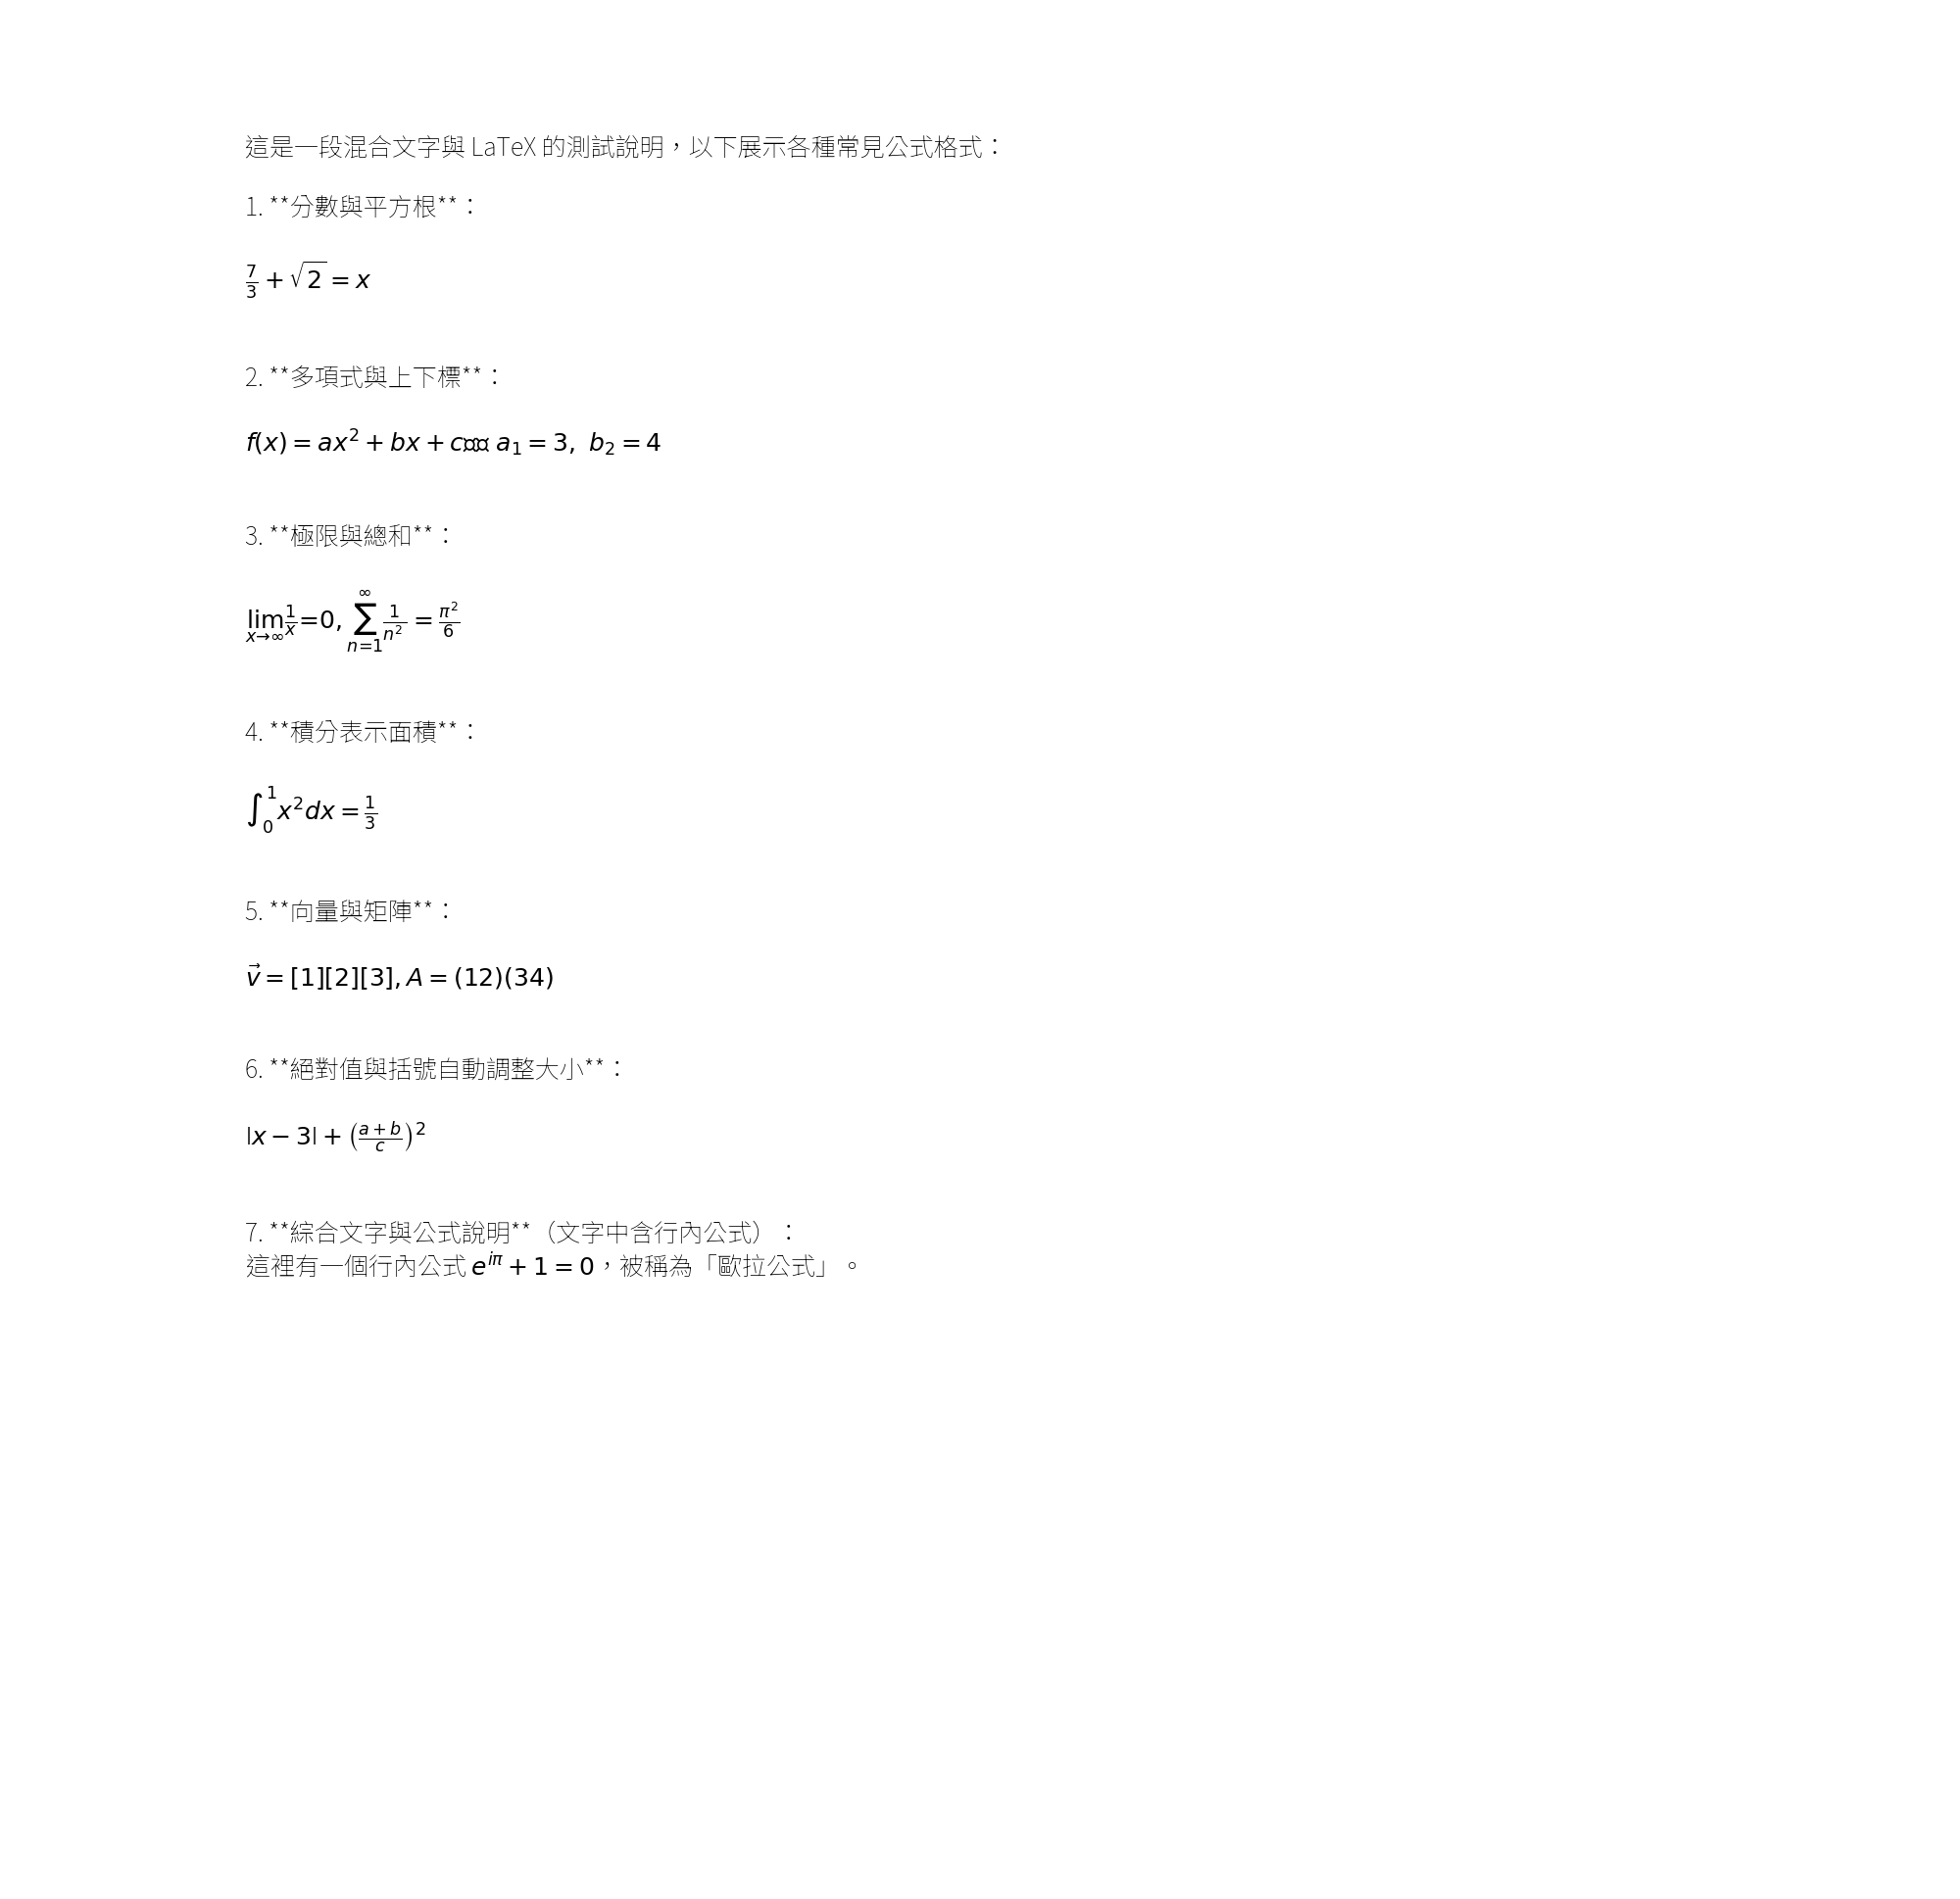 這是一段混合文字與 LaTeX 的測試說明，以下展示各種常見公式格式：
1. **分數與平方根**：
$\frac{7}{3} + \sqrt{2} = x$
2. **多項式與上下標**：
$f(x) = ax^2 + bx + c$ $a_1 = 3,\ b_2 = 4$
3. **極限與總和**：
$\lim_{x \to \infty} \frac{1}{x} = 0, \sum_{n=1}^{\infty} \frac{1}{n^2} = \frac{\pi^2}{6}$
4. **積分表示面積**：
$\int_0^1 x^2 dx = \frac{1}{3}$
5. **向量與矩陣**：
$\vec{v} = [1][2][3], A = (12)(34)$
6. **絕對值與括號自動調整大小**：
$|x - 3| + \left(\frac{a+b}{c}\right)^2$
7. **綜合文字與公式說明**（文字中含行內公式）：
這裡有一個行內公式 $e^{i\pi} + 1 = 0$，被稱為「歐拉公式」。